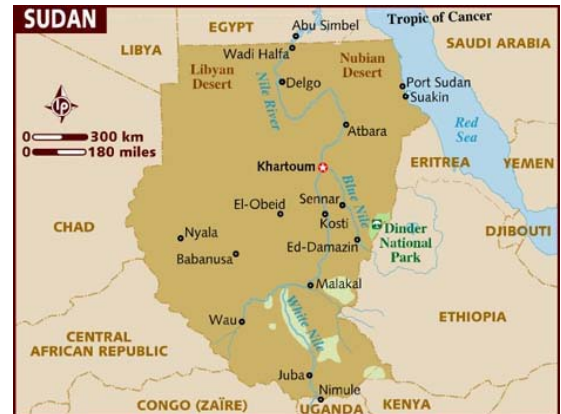 SUDAN
EGYPT
Abu Simbel
Tropic of Cancer
LIBYA
Wadi Halfa
SAUDI ARABIA
Libyan
Desert
Nubian
Desert
Delgo
Nile River
Port Sudan
Suakin
Red
Sea
0 300 km
0 180 miles
Atbara
Khartoum
ERITREA
YEMEN
Blue Nile
CHAD
El-Obeid
Sennar
Kosti
Dinder
National
Park
DJIBOUTI
Nyala
Babanusa
Ed-Damazin
Malakal
White Nile
Wau
ETHIOPIA
CENTRAL
AFRICAN REPUBLIC
Juba
Nimule
CONGO (ZAÏRE)
UGANDA
KENYA